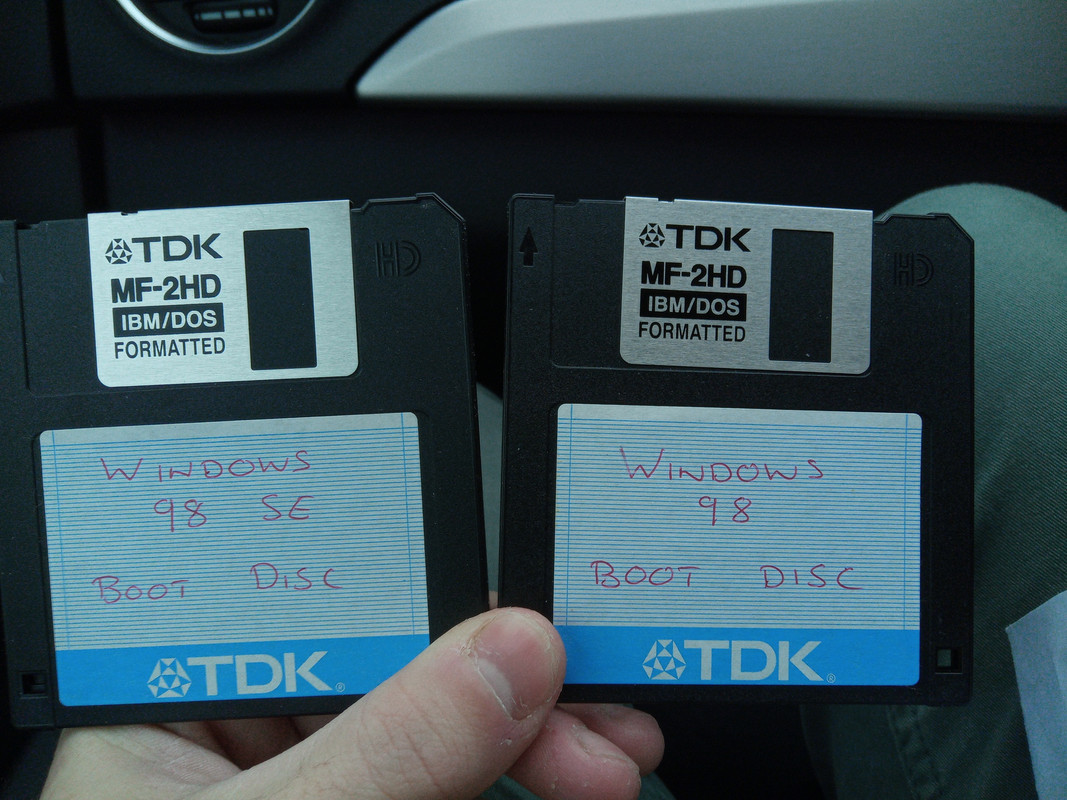 TDK
MF-2HD
IBM/DOS
FORMATTED
HD
WINDOWS
98 SE
BOOT DISC
TDK®
TDK
MF-2HD
IBM/DOS
FORMATTED
HD
WINDOWS
98
BOOT DISC
TDK®